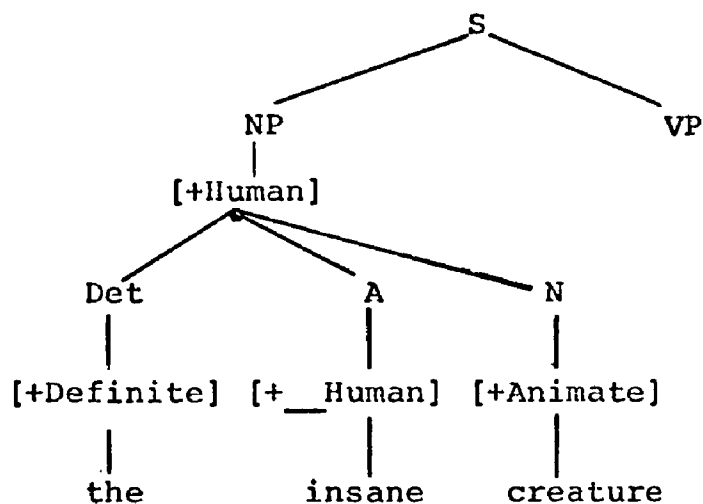 S
NP VP
[+Human]
Det A N
[+Definite] [+__Human] [+Animate]
the insane creature